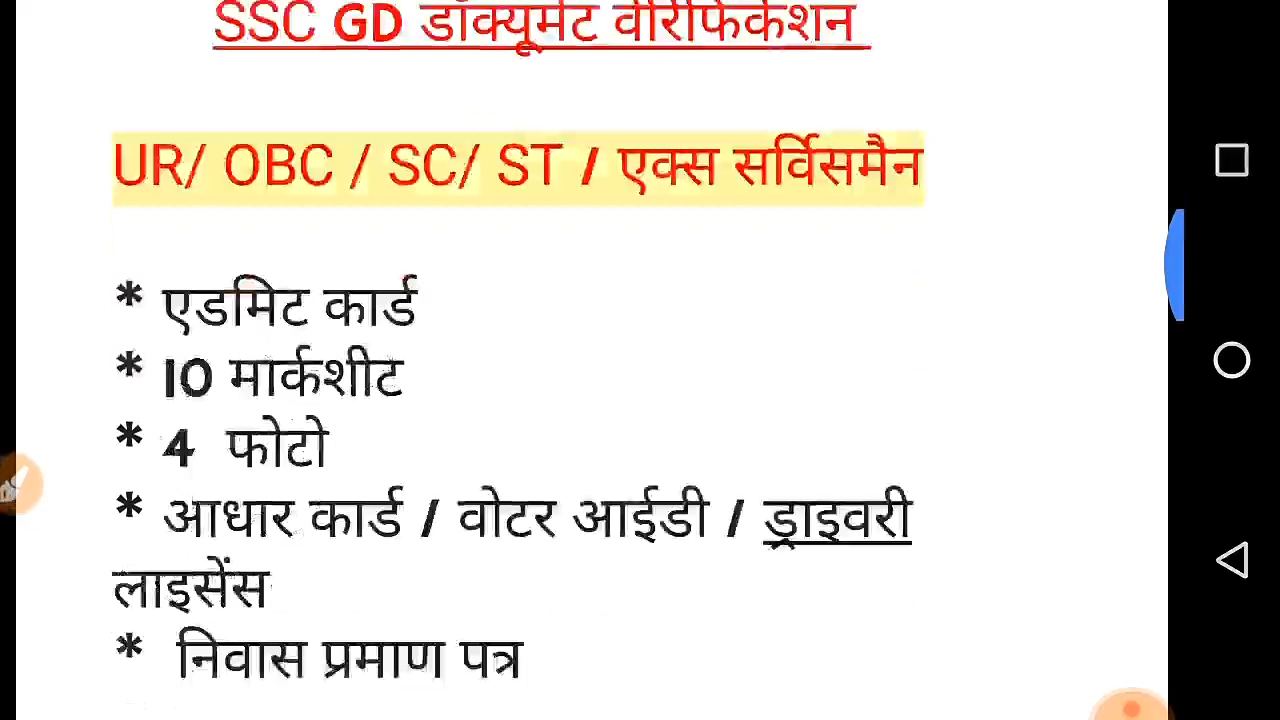 SSC GD डॉक्यूमेंट वेरिफिकेशन
UR/ OBC / SC/ ST / एक्स सर्विसमैन
* एडमिट कार्ड
* 10 मार्कशीट
* 4 फोटो
* आधार कार्ड / वोटर आईडी / ड्राइवरी
लाइसेंस
* निवास प्रमाण पत्र